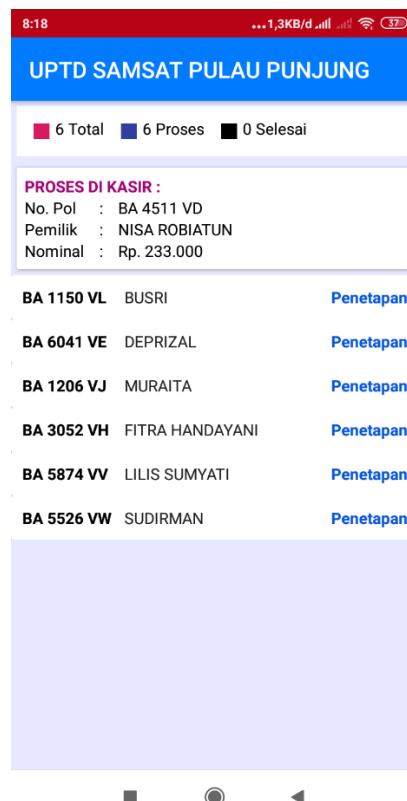 8:18 ...1,3KB/d 37
UPTD SAMSAT PULAU PUNJUNG
6 Total 6 Proses 0 Selesai
PROSES DI KASIR :
No. Pol : BA 4511 VD
Pemilik : NISA ROBIATUN
Nominal : Rp. 233.000
BA 1150 VL BUSRI Penetapan
BA 6041 VE DEPRIZAL Penetapan
BA 1206 VJ MURAITA Penetapan
BA 3052 VH FITRA HANDAYANI Penetapan
BA 5874 VV LILIS SUMYATI Penetapan
BA 5526 VW SUDIRMAN Penetapan